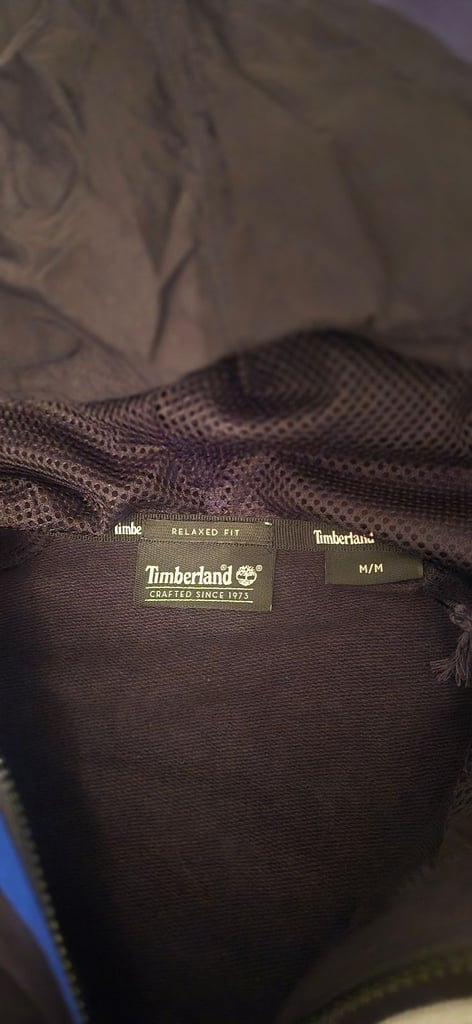 timbe
RELAXED FIT
Timberland
Timberland®
CRAFTED SINCE 1973
M/M